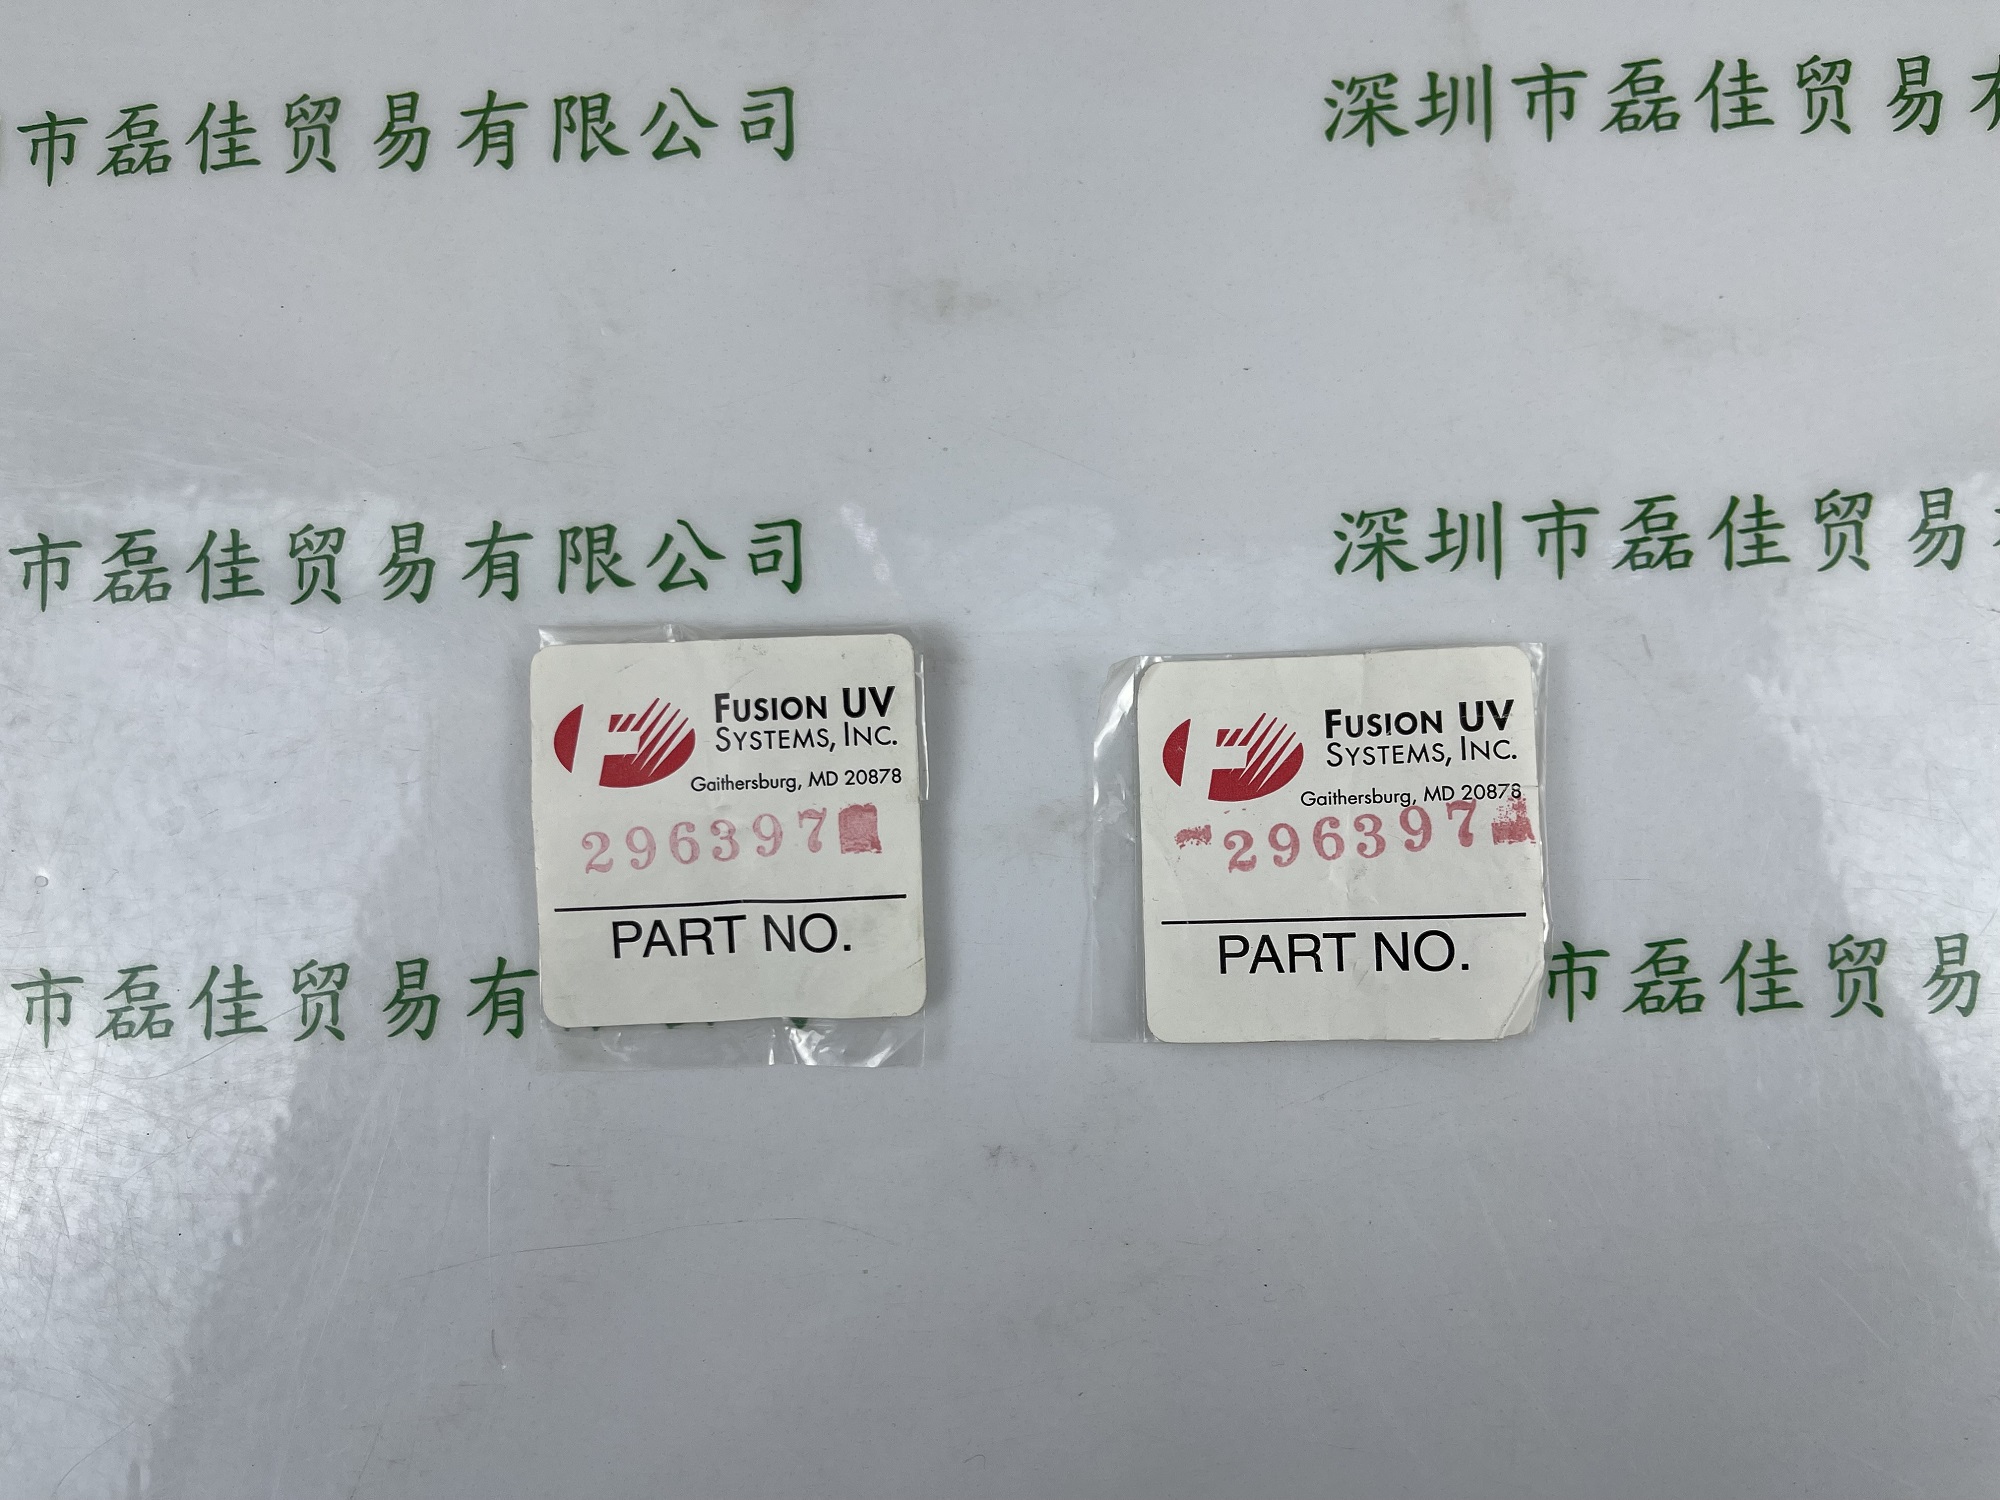 市磊佳贸易有限公司
深圳市磊佳贸易
市磊佳贸易有限公司
深圳市磊佳贸易
市磊佳贸易有
市磊佳贸易
FUSION UV
SYSTEMS, INC.
Gaithersburg, MD 20878
296397
PART NO.
FUSION UV
SYSTEMS, INC.
Gaithersburg, MD 20878
296397
PART NO.